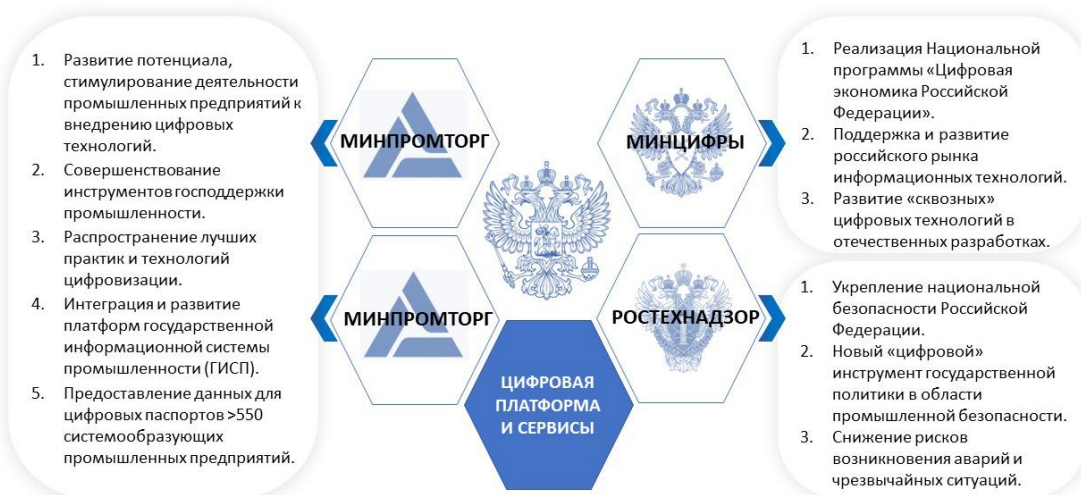 1. Развитие потенциала,
стимулирование деятельности
промышленных предприятий к
внедрению цифровых
технологий.
2. Совершенствование
инструментов господдержки
промышленности.
3. Распространение лучших
практик и технологий
цифровизации.
4. Интеграция и развитие
платформ государственной
информационной системы
промышленности (ГИСП).
5. Предоставление данных для
цифровых паспортов >550
системообразующих
промышленных предприятий.
МИНПРОМТОРГ
МИНЦИФРЫ
МИНПРОМТОРГ
РОСТЕХНАДЗОР
ЦИФРОВАЯ
ПЛАТФОРМА
И СЕРВИСЫ
1. Реализация Национальной
программы «Цифровая
экономика Российской
Федерации».
2. Поддержка и развитие
российского рынка
информационных технологий.
3. Развитие «сквозных»
цифровых технологий в
отечественных разработках.
1. Укрепление национальной
безопасности Российской
Федерации.
2. Новый «цифровой»
инструмент государственной
политики в области
промышленной безопасности.
3. Снижение рисков
возникновения аварий и
чрезвычайных ситуаций.